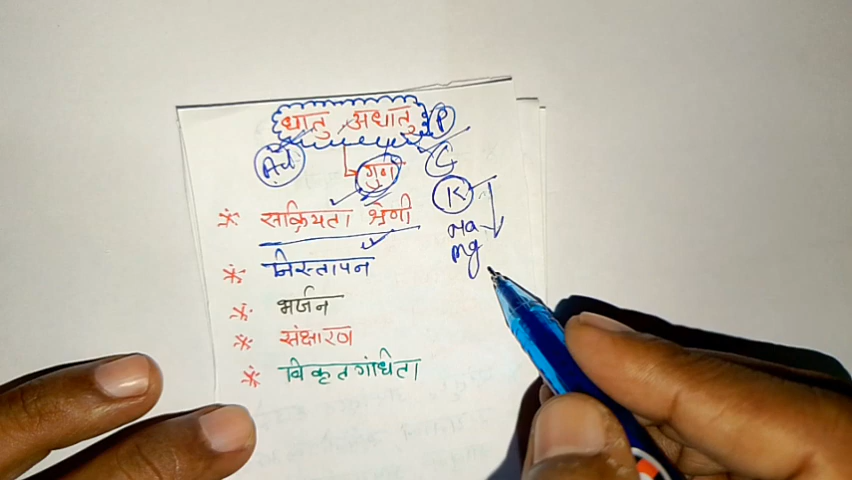 धातु अधातु P
Al C
गुण K
* सक्रियता श्रेणी
Na
Mg
* निस्तापन
* भर्जन
* संक्षारण
* विकृतगंधिता